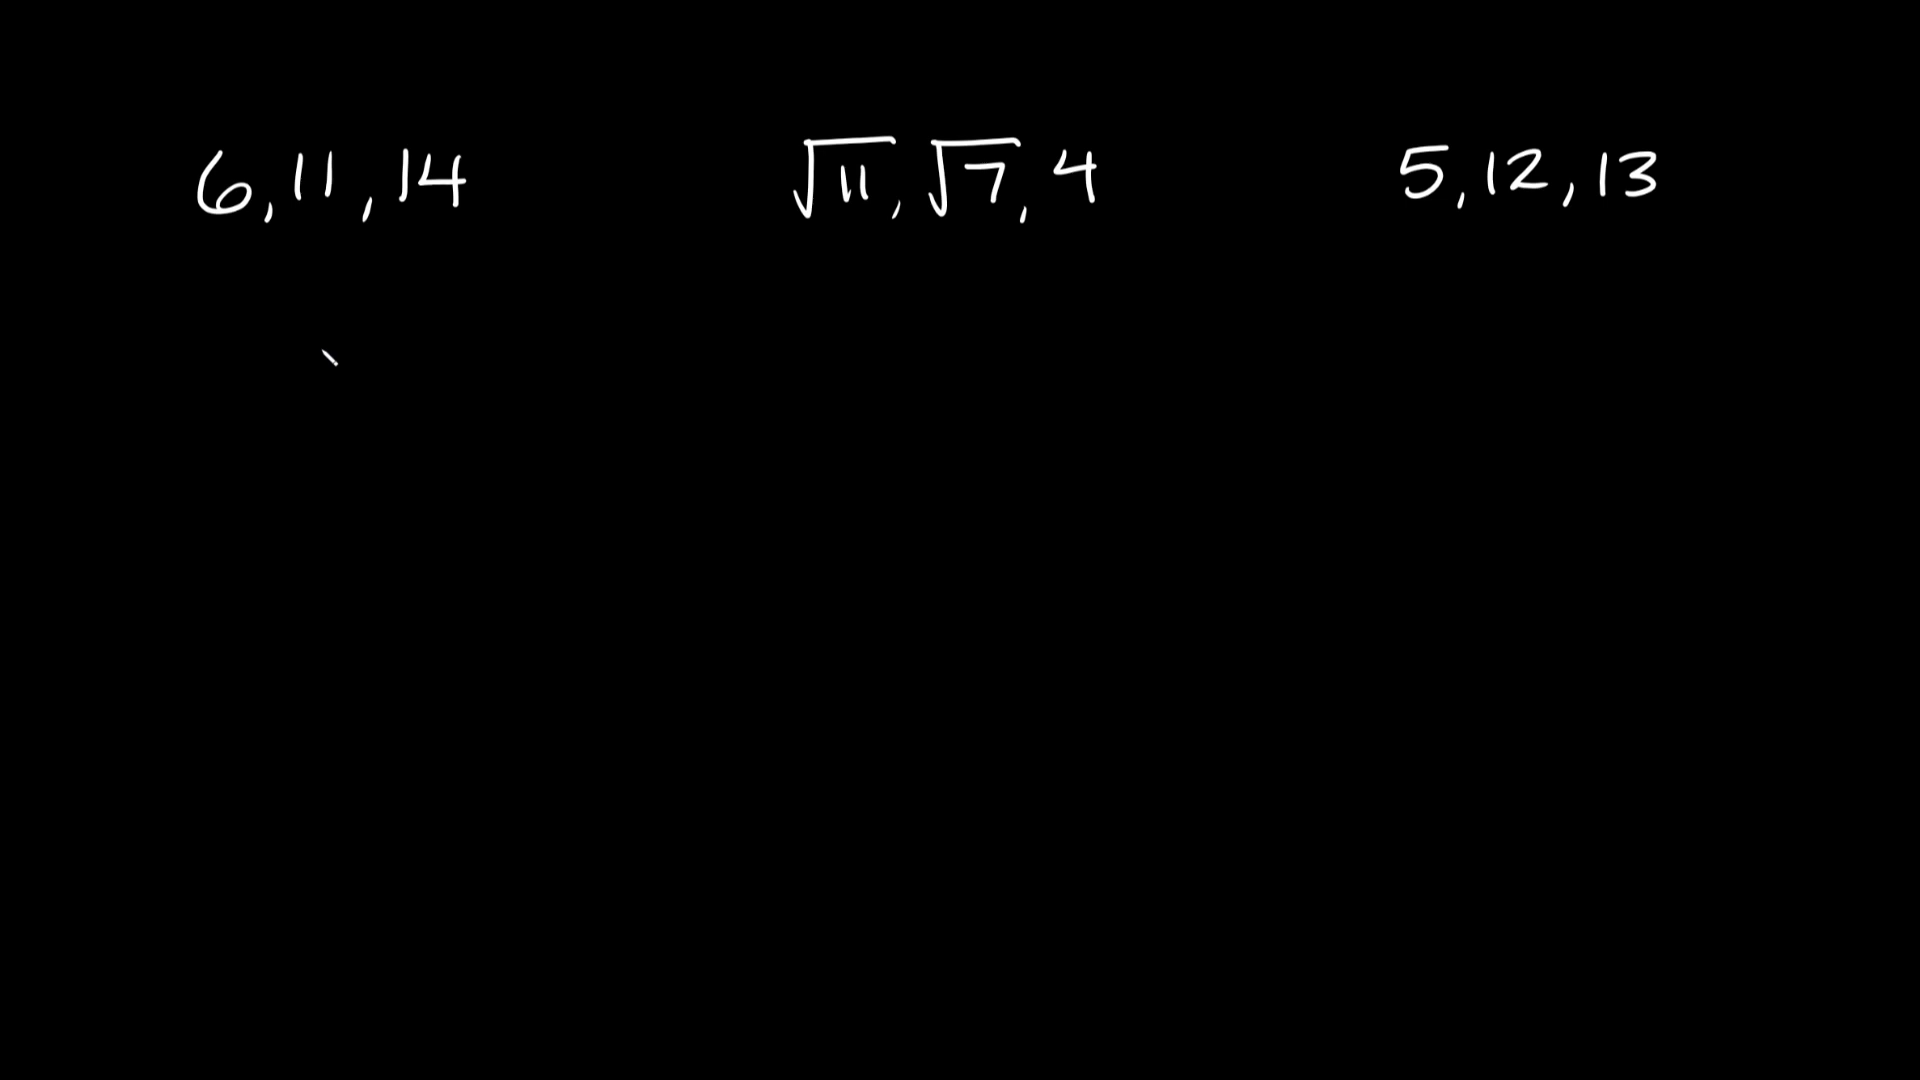 6, 11, 14 √11, √7, 4 5, 12, 13